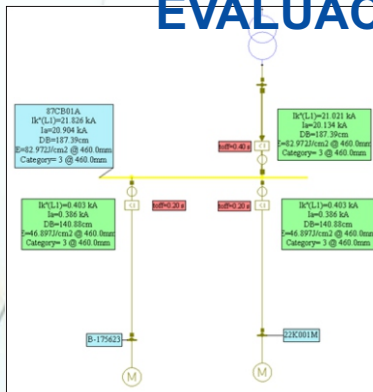 EVALUAC
87CB01A
Ik"(L1)=21.826 kA
Ia=20.904 kA
DB=187.39cm
E=82.972J/cm2 @ 460.0mm
Category= 3 @ 460.0mm
Ik"(L1)=21.021 kA
Ia=20.134 kA
DB=187.39cm
E=82.972J/cm2 @ 460.0mm
Category= 3 @ 460.0mm
toff=0.40 s
Ik"(L1)=0.403 kA
Ia=0.386 kA
DB=140.88cm
E=46.897J/cm2 @ 460.0mm
Category= 3 @ 460.0mm
toff=0.20 s
toff=0.20 s
Ik"(L1)=0.403 kA
Ia=0.386 kA
DB=140.88cm
E=46.897J/cm2 @ 460.0mm
Category= 3 @ 460.0mm
B-175623
22K001M
M
M